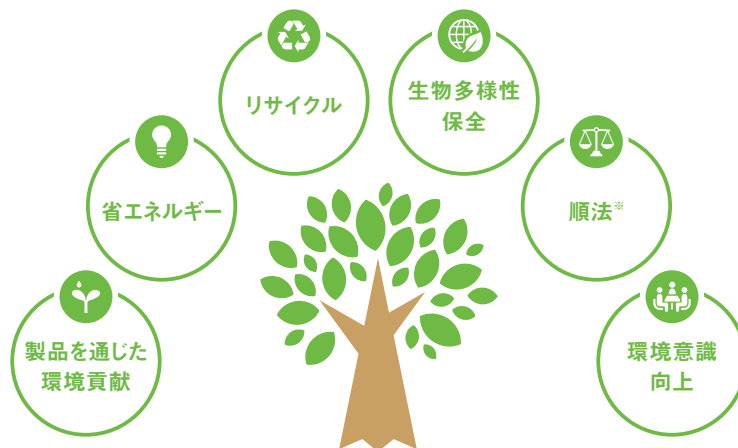 製品を通じた
環境貢献
省エネルギー
リサイクル
生物多様性
保全
順法※
環境意識
向上